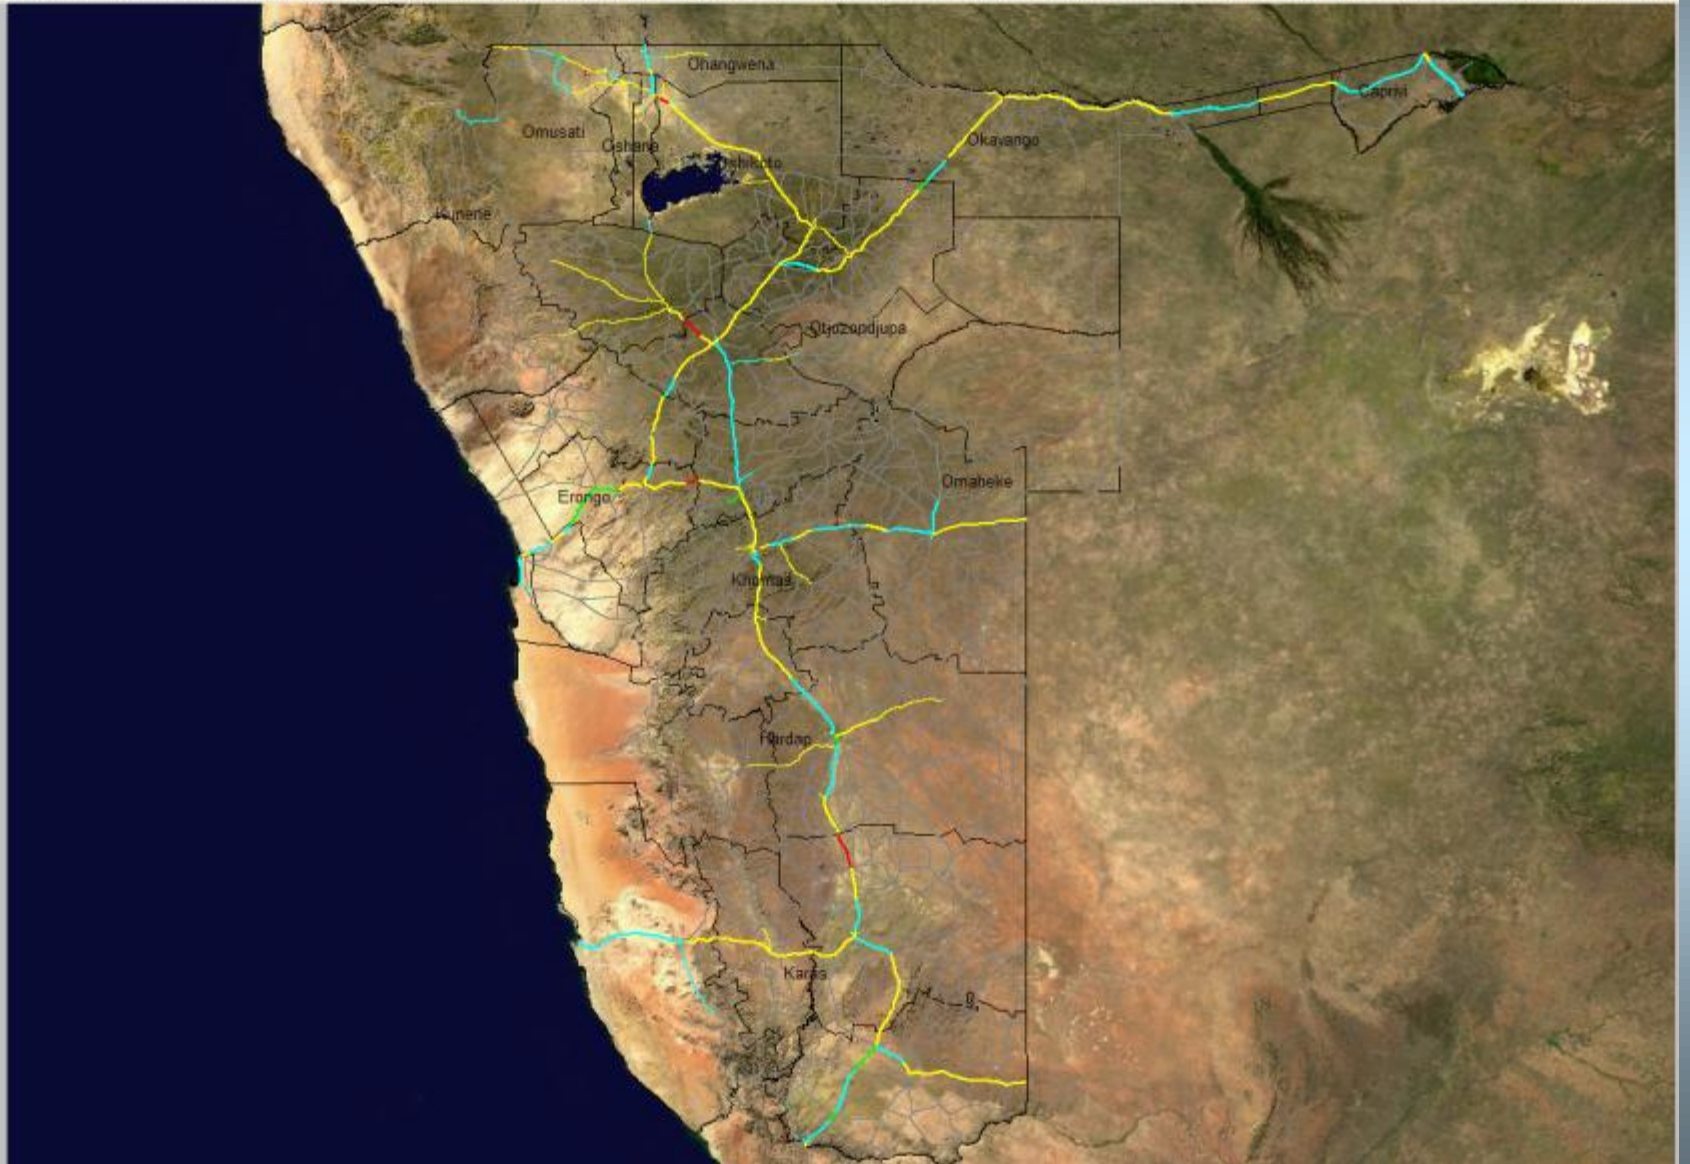 Ohangwena
Caprivi
Omusati
Oshana
Okavango
Oshikoto
Kunene
Otjozondjupa
Omaheke
Erongo
Khomas
Hardap
Karas